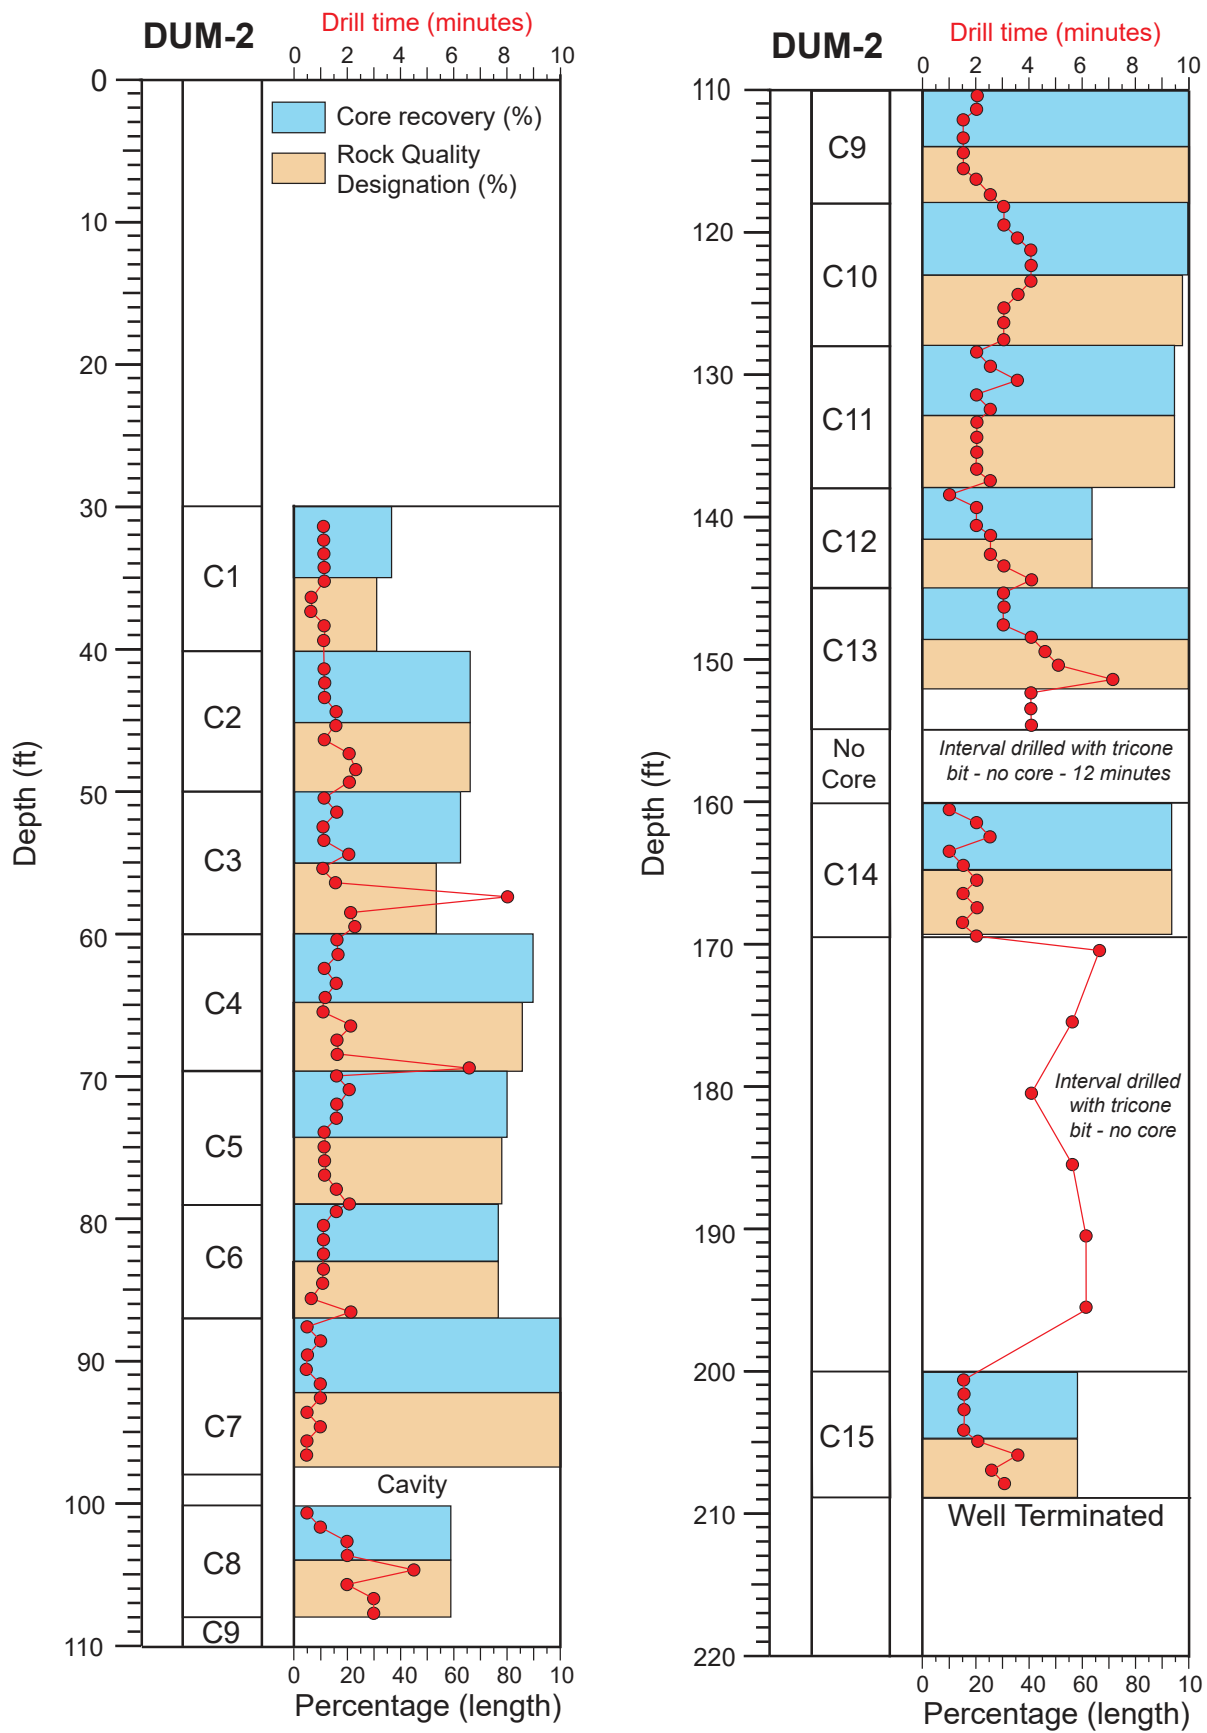 DUM-2
Drill time (minutes)
0 2 4 6 8 10
Core recovery (%)
Rock Quality
Designation (%)
0
10
20
30
40
50
60
70
80
90
100
110
Depth (ft)
C1
C2
C3
C4
C5
C6
C7
Cavity
C8
C9
0 20 40 60 80 10
Percentage (length)
DUM-2
Drill time (minutes)
0 2 4 6 8 10
110
120
130
140
150
160
170
180
190
200
210
220
Depth (ft)
C9
C10
C11
C12
C13
No
Core
Interval drilled with tricone
bit - no core - 12 minutes
C14
Interval drilled
with tricone
bit - no core
C15
Well Terminated
0 20 40 60 80 10
Percentage (length)